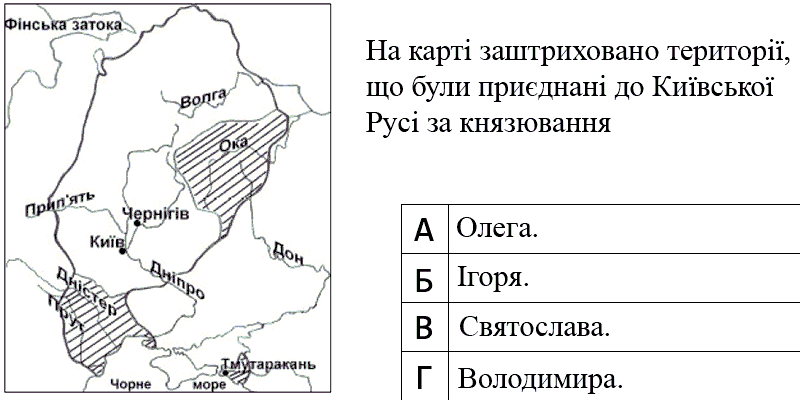 Фінська затока
На карті заштриховано території,
що були приєднані до Київської
Русі за князювання
Волга
Ока
Прип'ять
Чернігів
Київ
Дон
Дністер
Дніпро
Прут
Тмутаракань
Чорне море
А Олега.
Б Ігоря.
В Святослава.
Г Володимира.